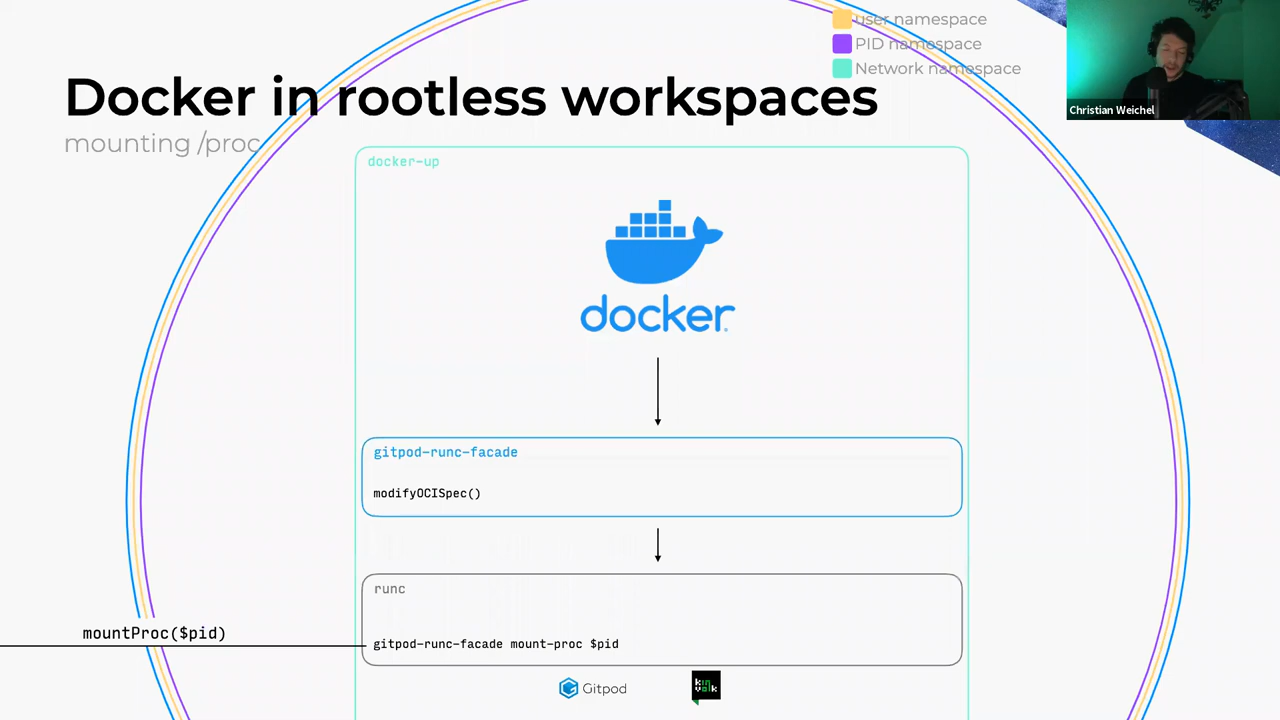 user namespace
PID namespace
Network namespace
Christian Weichel
Docker in rootless workspaces
mounting /proc
docker-up
docker
gitpod-runc-facade
modifyOCISpec()
runc
mountProc($pid)
gitpod-runc-facade mount-proc $pid
Gitpod
kinvolk